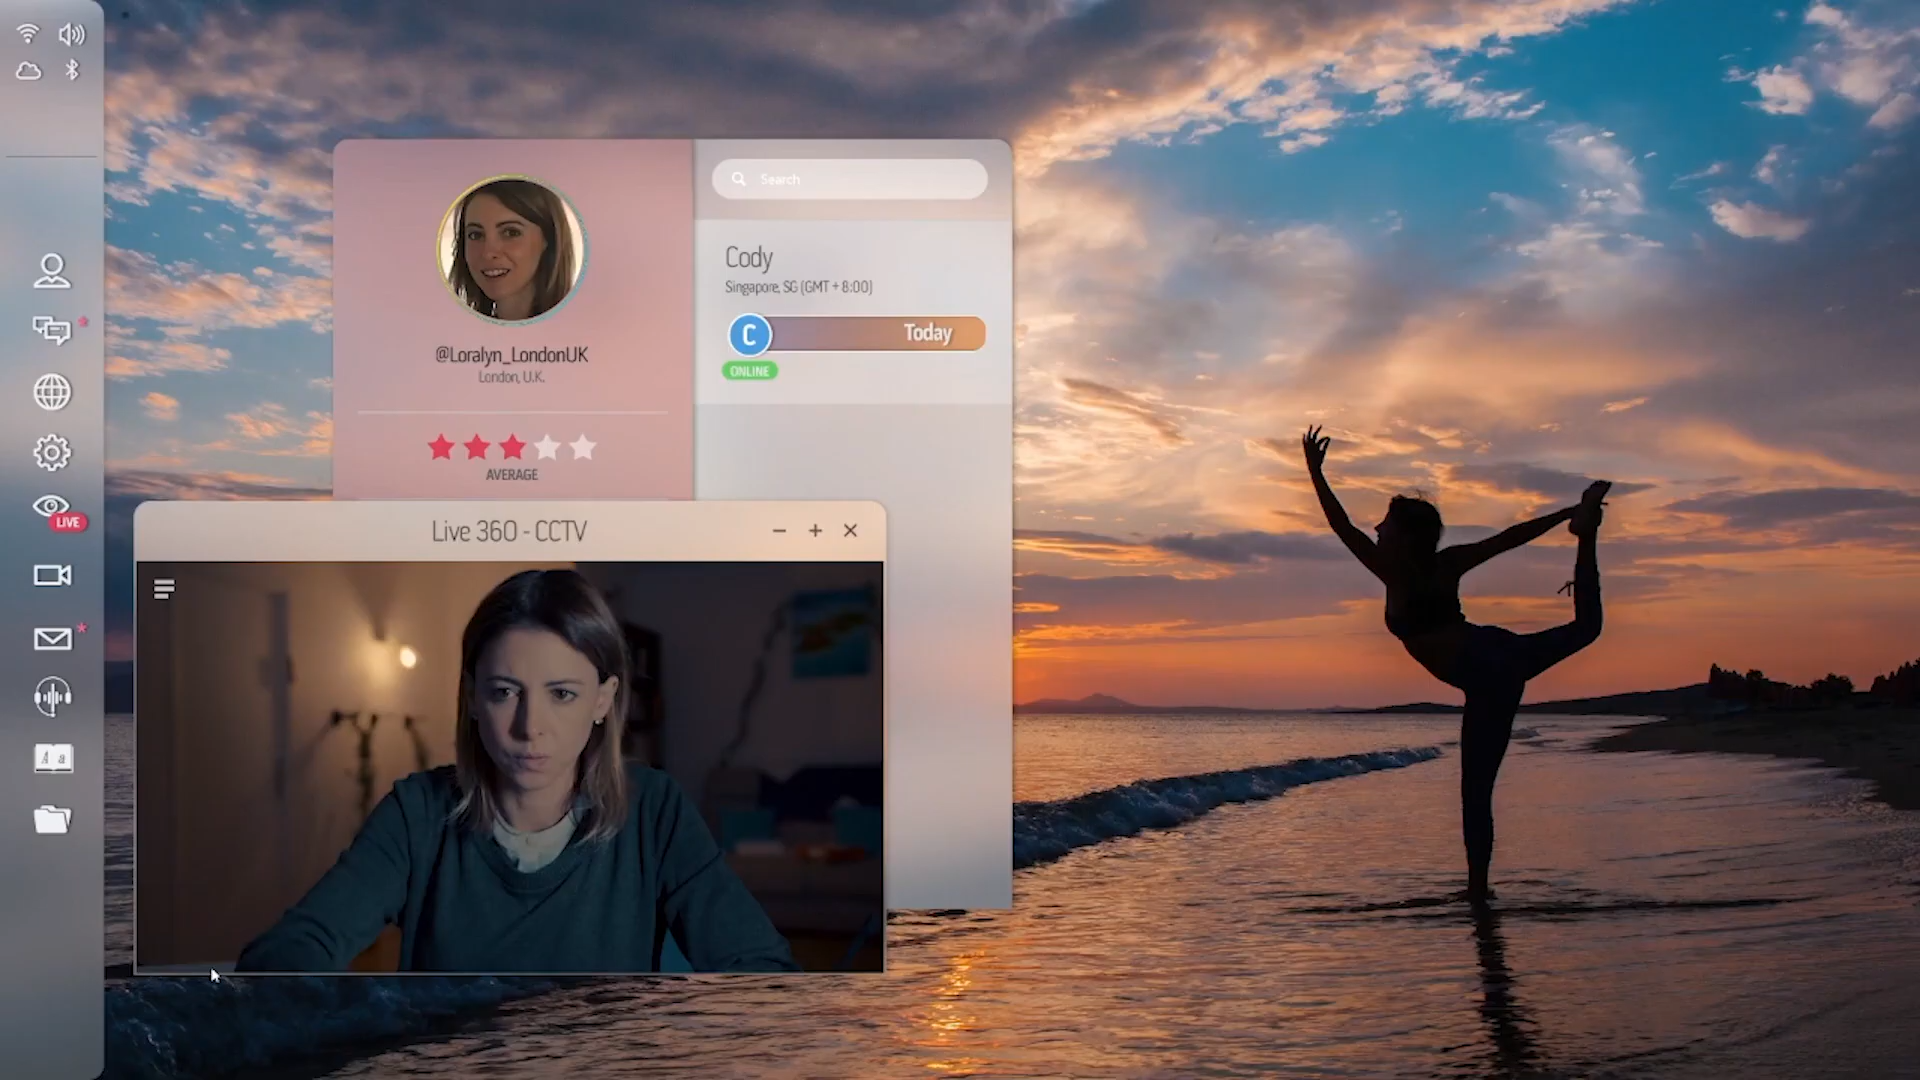 Search
Cody
Singapore, SG (GMT + 8:00)
C
Today
ONLINE
@Loralyn_LondonUK
London, U.K.
AVERAGE
LIVE
Live 360 - CCTV
A a